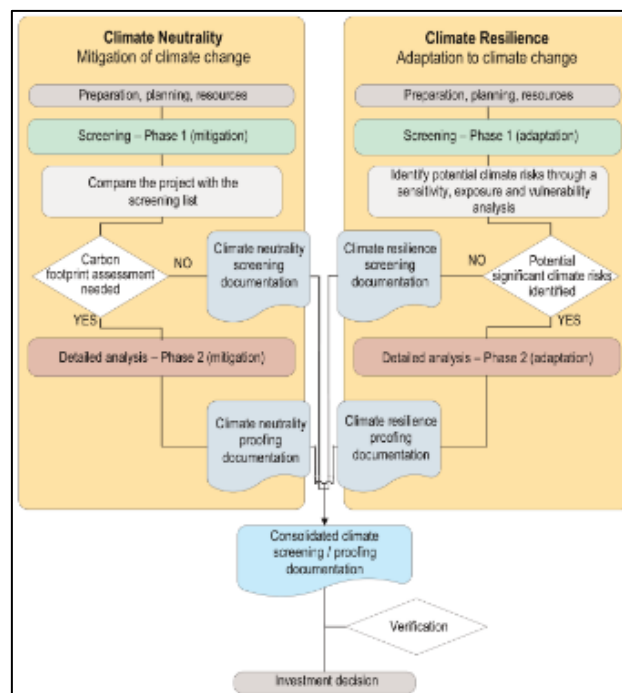 Climate Neutrality
Mitigation of climate change
Preparation, planning, resources
Screening – Phase 1 (mitigation)
Compare the project with the
screening list
Carbon
footprint assessment
needed
NO
Climate neutrality
screening
documentation
YES
Detailed analysis – Phase 2 (mitigation)
Climate neutrality
proofing
documentation
Climate Resilience
Adaptation to climate change
Preparation, planning, resources
Screening – Phase 1 (adaptation)
Identify potential climate risks through a
sensitivity, exposure and vulnerability
analysis
Climate resilience
screening
documentation
NO
Potential
significant climate risks
identified
YES
Detailed analysis – Phase 2 (adaptation)
Climate resilience
proofing
documentation
Consolidated climate
screening / proofing
documentation
Verification
Investment decision